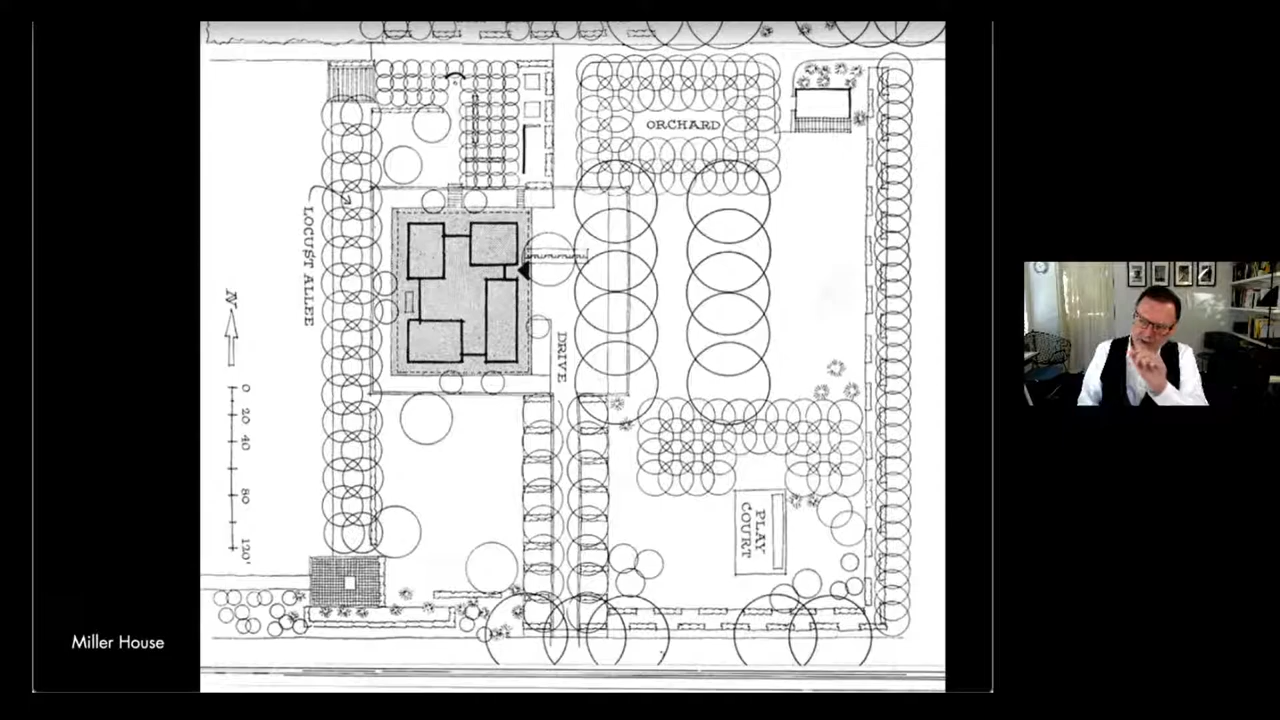 ORCHARD
LOCUST ALLEE
N
DRIVE
0
20
40
80
120'
PLAY
COURT
Miller House